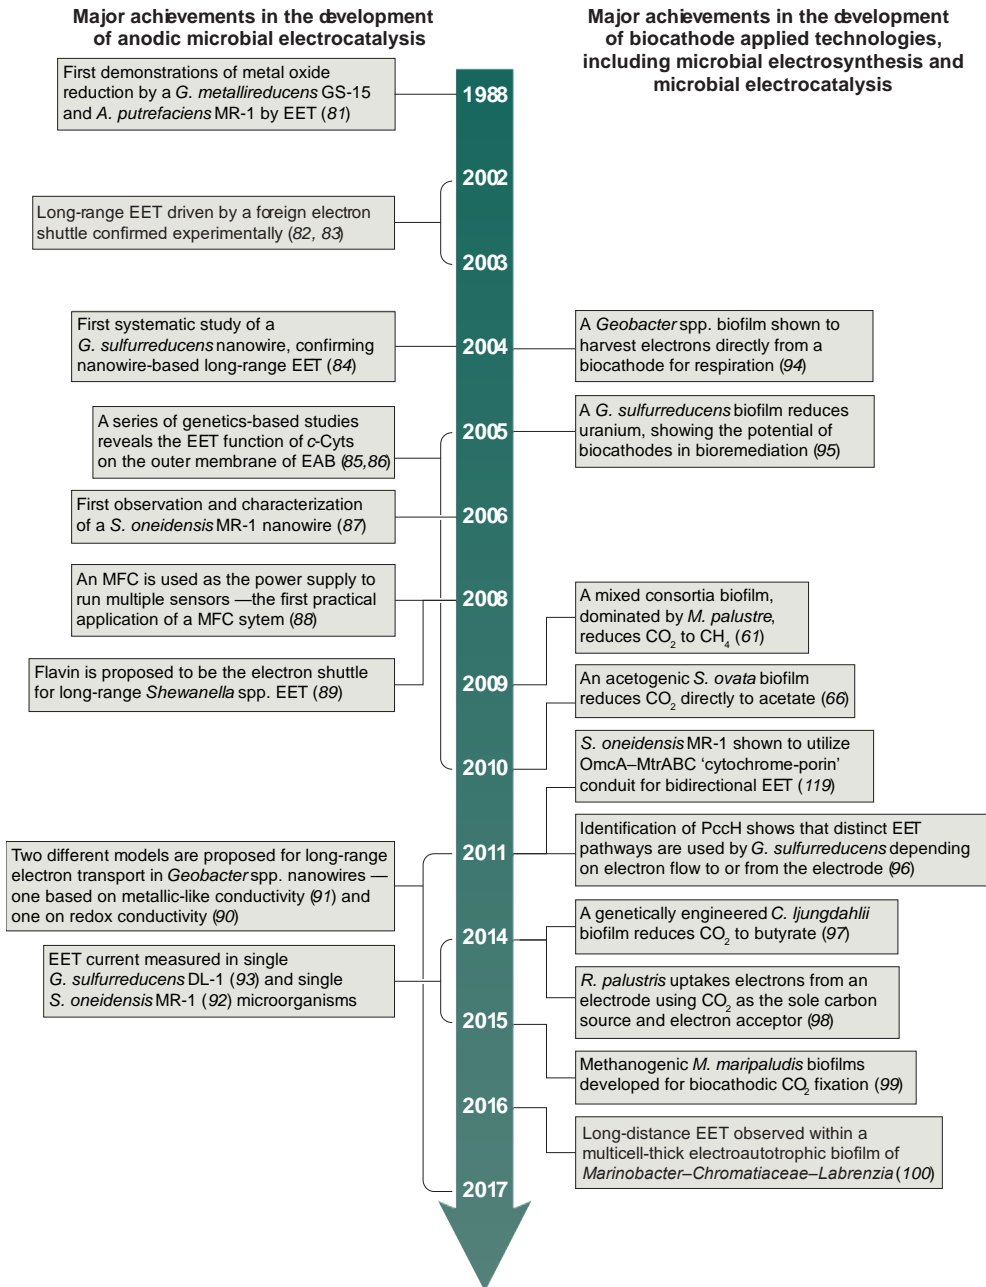 Major achievements in the development
of anodic microbial electrocatalysis
Major achievements in the development
of biocathode applied technologies,
including microbial electrosynthesis and
microbial electrocatalysis
First demonstrations of metal oxide
reduction by a G. metallireducens GS-15
and A. putrefaciens MR-1 by EET (81)
1988
2002
Long-range EET driven by a foreign electron
shuttle confirmed experimentally (82, 83)
2003
First systematic study of a
G. sulfurreducens nanowire, confirming
nanowire-based long-range EET (84)
2004
A Geobacter spp. biofilm shown to
harvest electrons directly from a
biocathode for respiration (94)
A series of genetics-based studies
reveals the EET function of c-Cyts
on the outer membrane of EAB (85,86)
2005
A G. sulfurreducens biofilm reduces
uranium, showing the potential of
biocathodes in bioremediation (95)
First observation and characterization
of a S. oneidensis MR-1 nanowire (87)
2006
An MFC is used as the power supply to
run multiple sensors —the first practical
application of a MFC sytem (88)
2008
A mixed consortia biofilm,
dominated by M. palustre,
reduces CO2 to CH4 (61)
Flavin is proposed to be the electron shuttle
for long-range Shewanella spp. EET (89)
2009
An acetogenic S. ovata biofilm
reduces CO2 directly to acetate (66)
2010
S. oneidensis MR-1 shown to utilize
OmcA–MtrABC ‘cytochrome-porin’
conduit for bidirectional EET (119)
Two different models are proposed for long-range
electron transport in Geobacter spp. nanowires —
one based on metallic-like conductivity (91) and
one on redox conductivity (90)
2011
Identification of PccH shows that distinct EET
pathways are used by G. sulfurreducens depending
on electron flow to or from the electrode (96)
2014
A genetically engineered C. ljungdahlii
biofilm reduces CO2 to butyrate (97)
EET current measured in single
G. sulfurreducens DL-1 (93) and single
S. oneidensis MR-1 (92) microorganisms
R. palustris uptakes electrons from an
electrode using CO2 as the sole carbon
source and electron acceptor (98)
2015
Methanogenic M. maripaludis biofilms
developed for biocathodic CO2 fixation (99)
2016
Long-distance EET observed within a
multicell-thick electroautotrophic biofilm of
Marinobacter–Chromatiaceae–Labrenzia (100)
2017